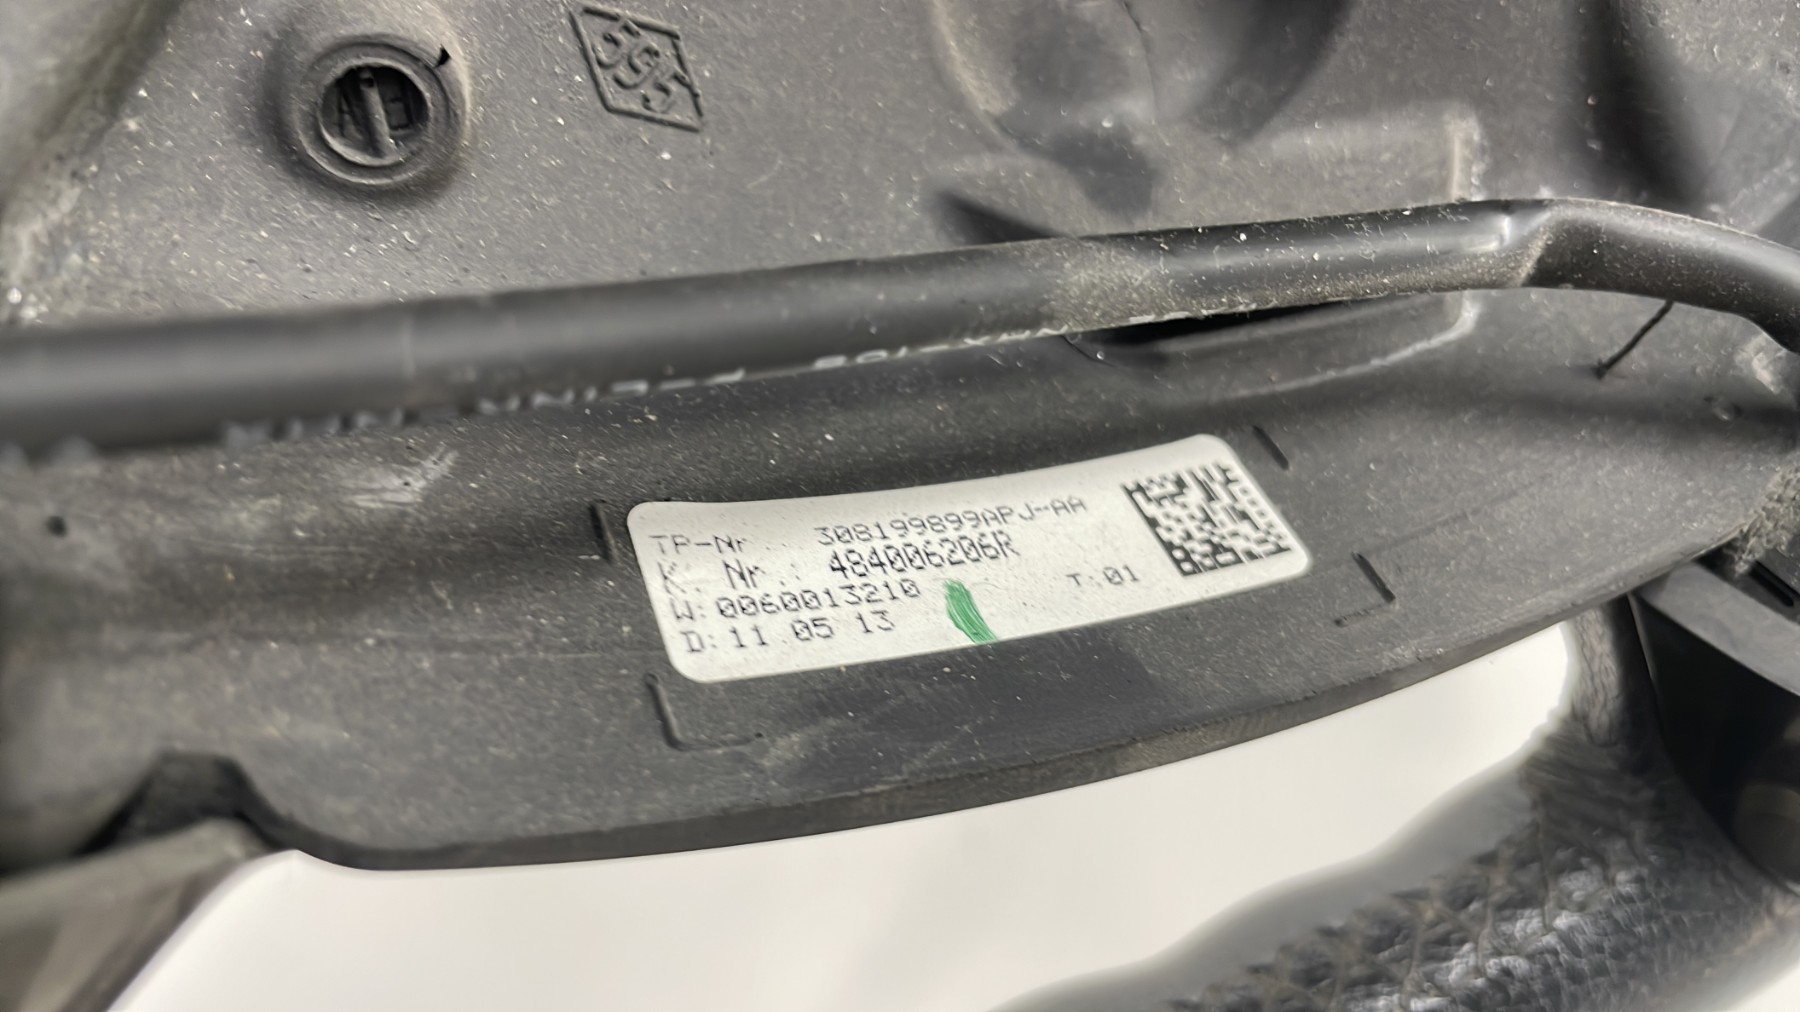 TP-Nr.: 308199899APJ-AA
K. Nr.: 484006206R
W: 0060013210
T: 01
D: 11 05 13